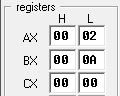 registers
H L
AX 00 02
BX 00 0A
CX 00 00